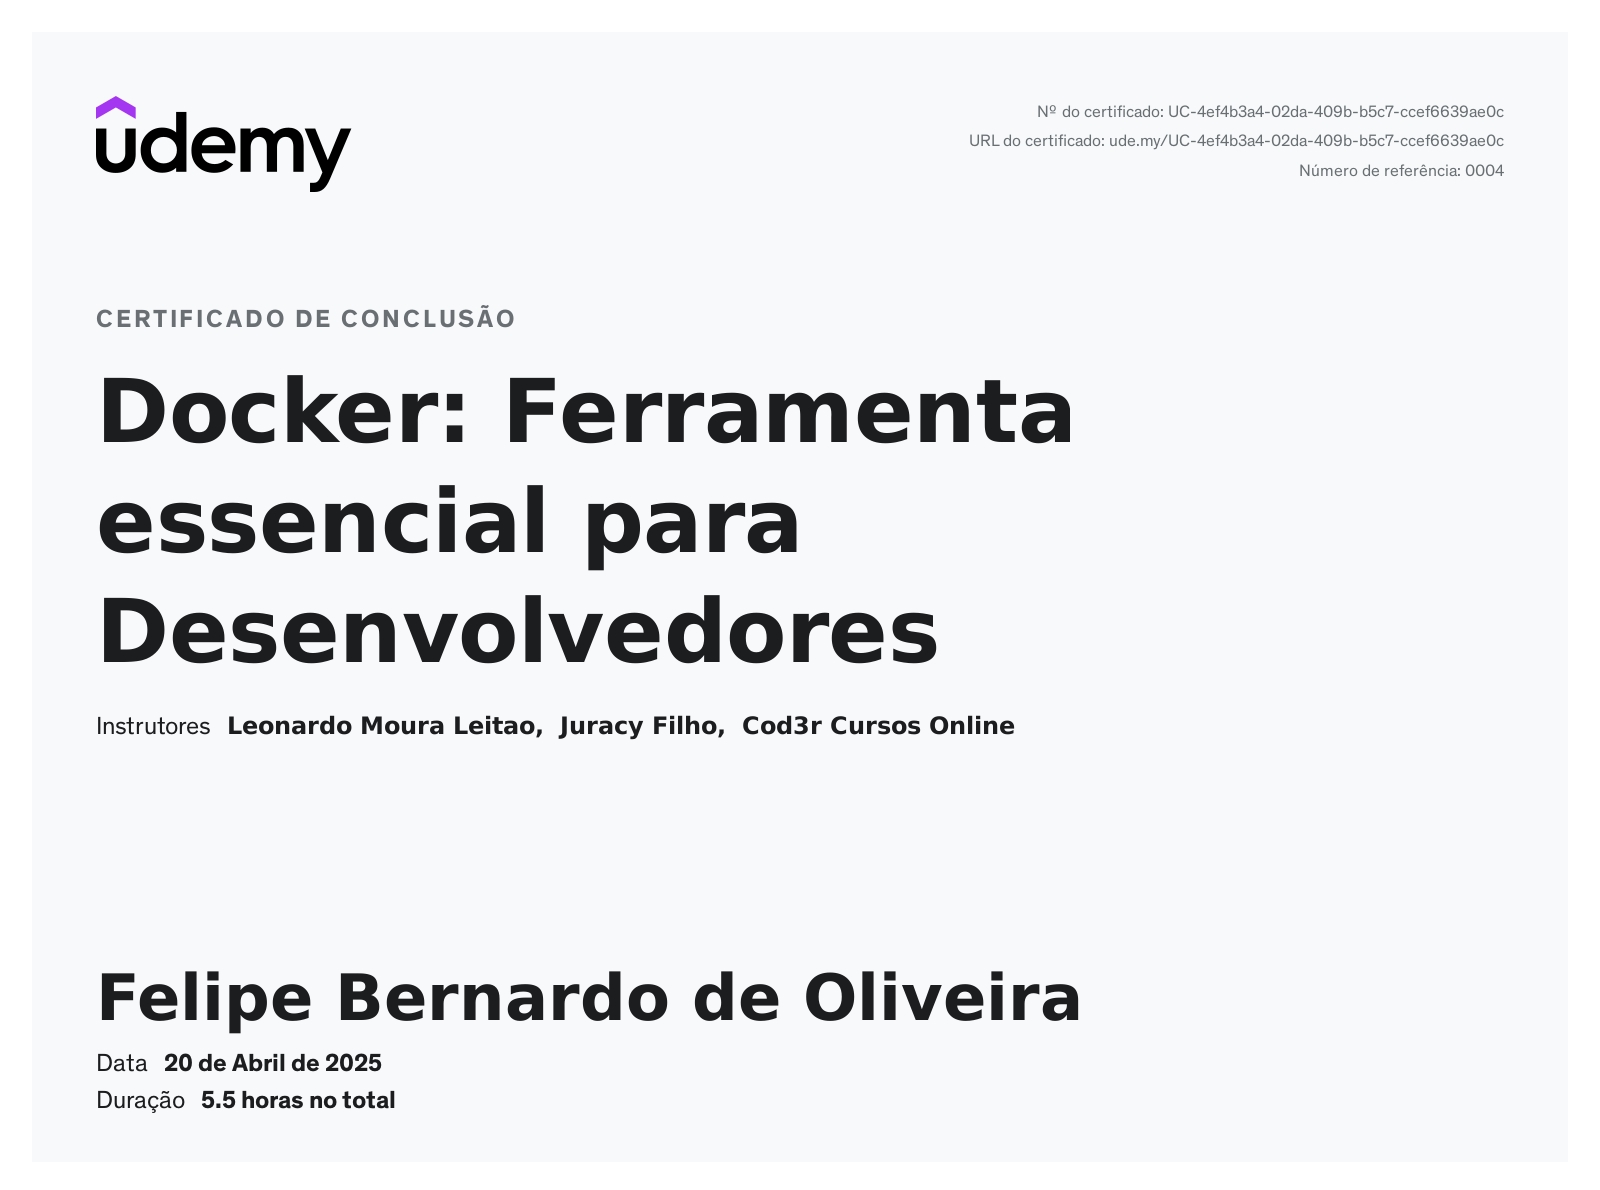 udemy
Nº do certificado: UC-4ef4b3a4-02da-409b-b5c7-ccef6639ae0c
URL do certificado: ude.my/UC-4ef4b3a4-02da-409b-b5c7-ccef6639ae0c
Número de referência: 0004
CERTIFICADO DE CONCLUSÃO
Docker: Ferramenta
essencial para
Desenvolvedores
Instrutores Leonardo Moura Leitao, Juracy Filho, Cod3r Cursos Online
Felipe Bernardo de Oliveira
Data 20 de Abril de 2025
Duração 5.5 horas no total